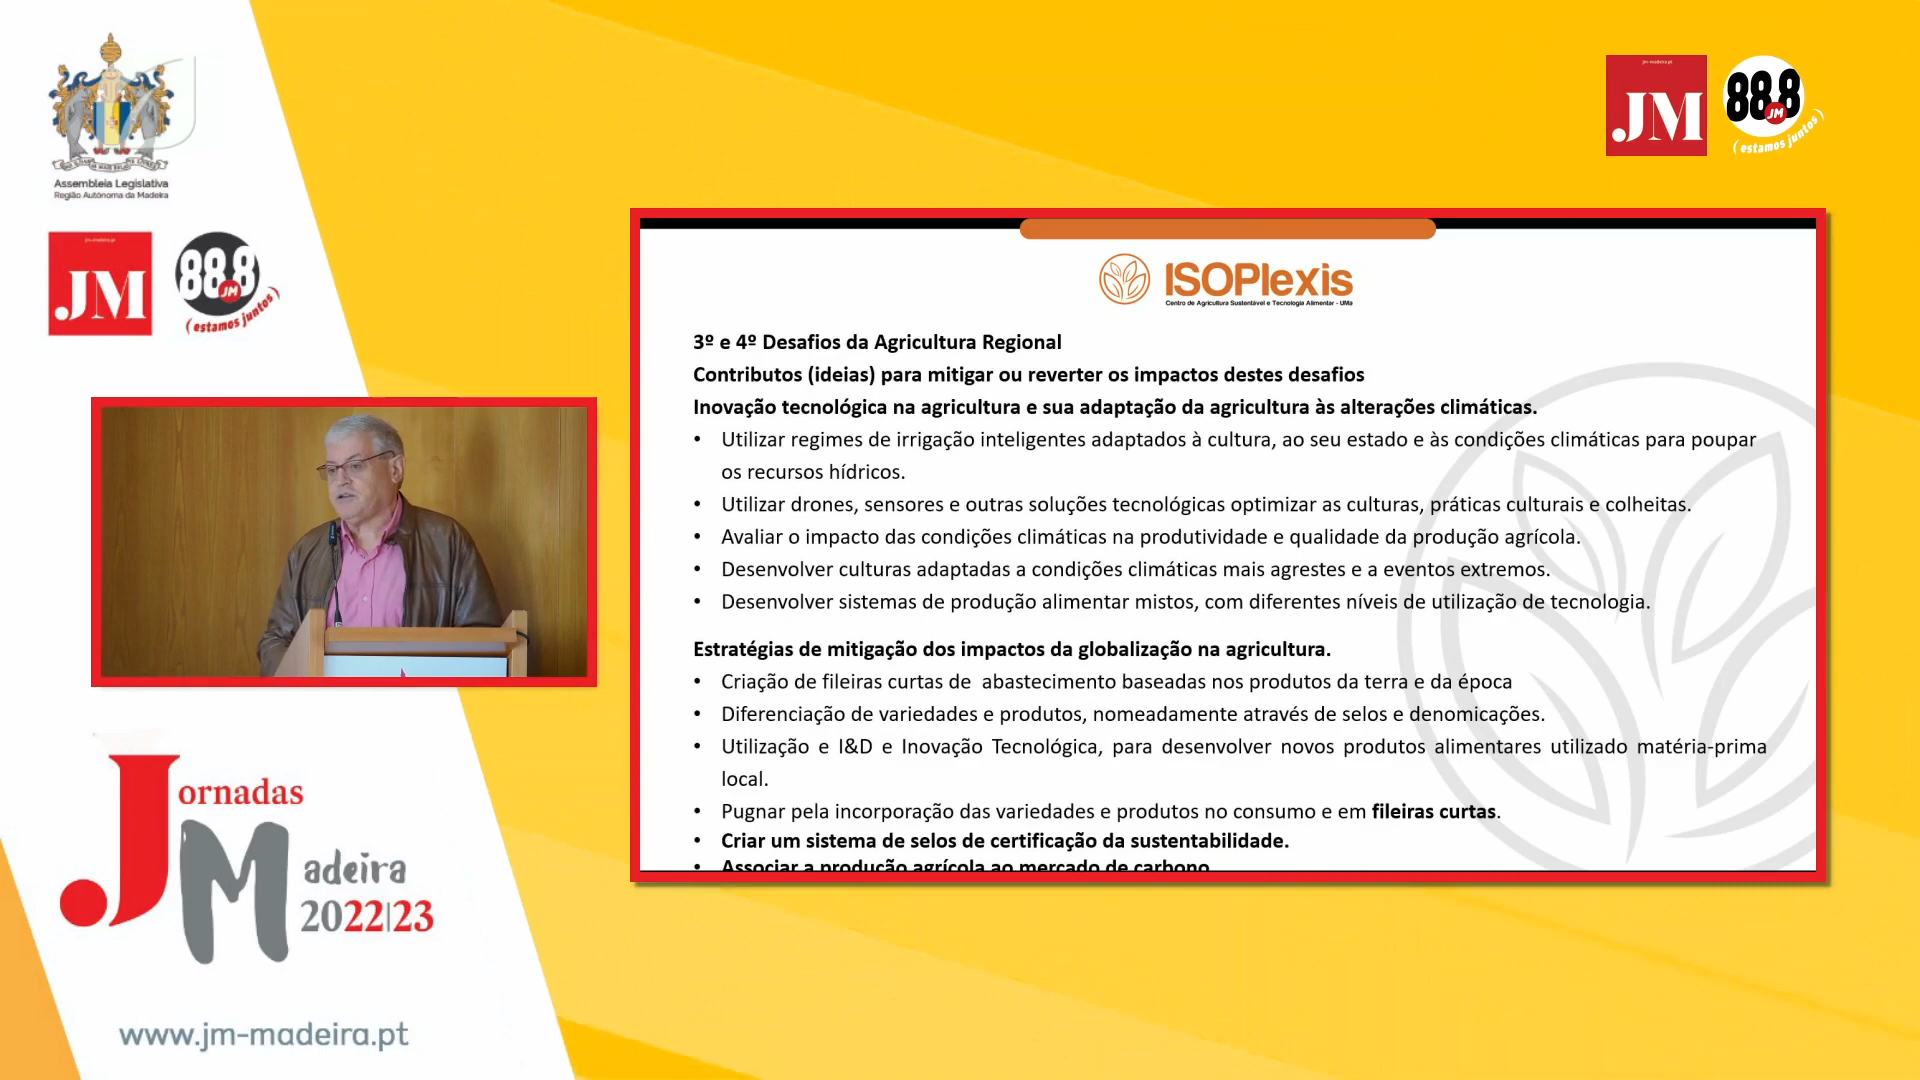 Assembleia Legislativa
Região Autónoma da Madeira
jm-madeira.pt
JM
88.8
JM
(estamos juntos)
jm-madeira.pt
JM
88.8
JM
(estamos juntos)
ISOPlexis
Centro de Agricultura Sustentável e Tecnologia Alimentar - UMa
3º e 4º Desafios da Agricultura Regional
Contributos (ideias) para mitigar ou reverter os impactos destes desafios
Inovação tecnológica na agricultura e sua adaptação da agricultura às alterações climáticas.
• Utilizar regimes de irrigação inteligentes adaptados à cultura, ao seu estado e às condições climáticas para poupar
os recursos hídricos.
• Utilizar drones, sensores e outras soluções tecnológicas optimizar as culturas, práticas culturais e colheitas.
• Avaliar o impacto das condições climáticas na produtividade e qualidade da produção agrícola.
• Desenvolver culturas adaptadas a condições climáticas mais agrestes e a eventos extremos.
• Desenvolver sistemas de produção alimentar mistos, com diferentes níveis de utilização de tecnologia.
Estratégias de mitigação dos impactos da globalização na agricultura.
• Criação de fileiras curtas de  abastecimento baseadas nos produtos da terra e da época
• Diferenciação de variedades e produtos, nomeadamente através de selos e denomicações.
• Utilização e I&D e Inovação Tecnológica, para desenvolver novos produtos alimentares utilizado matéria-prima
local.
• Pugnar pela incorporação das variedades e produtos no consumo e em fileiras curtas.
• Criar um sistema de selos de certificação da sustentabilidade.
• Associar a produção agrícola ao mercado de carbono
Jornadas
Madeira
2022|23
www.jm-madeira.pt